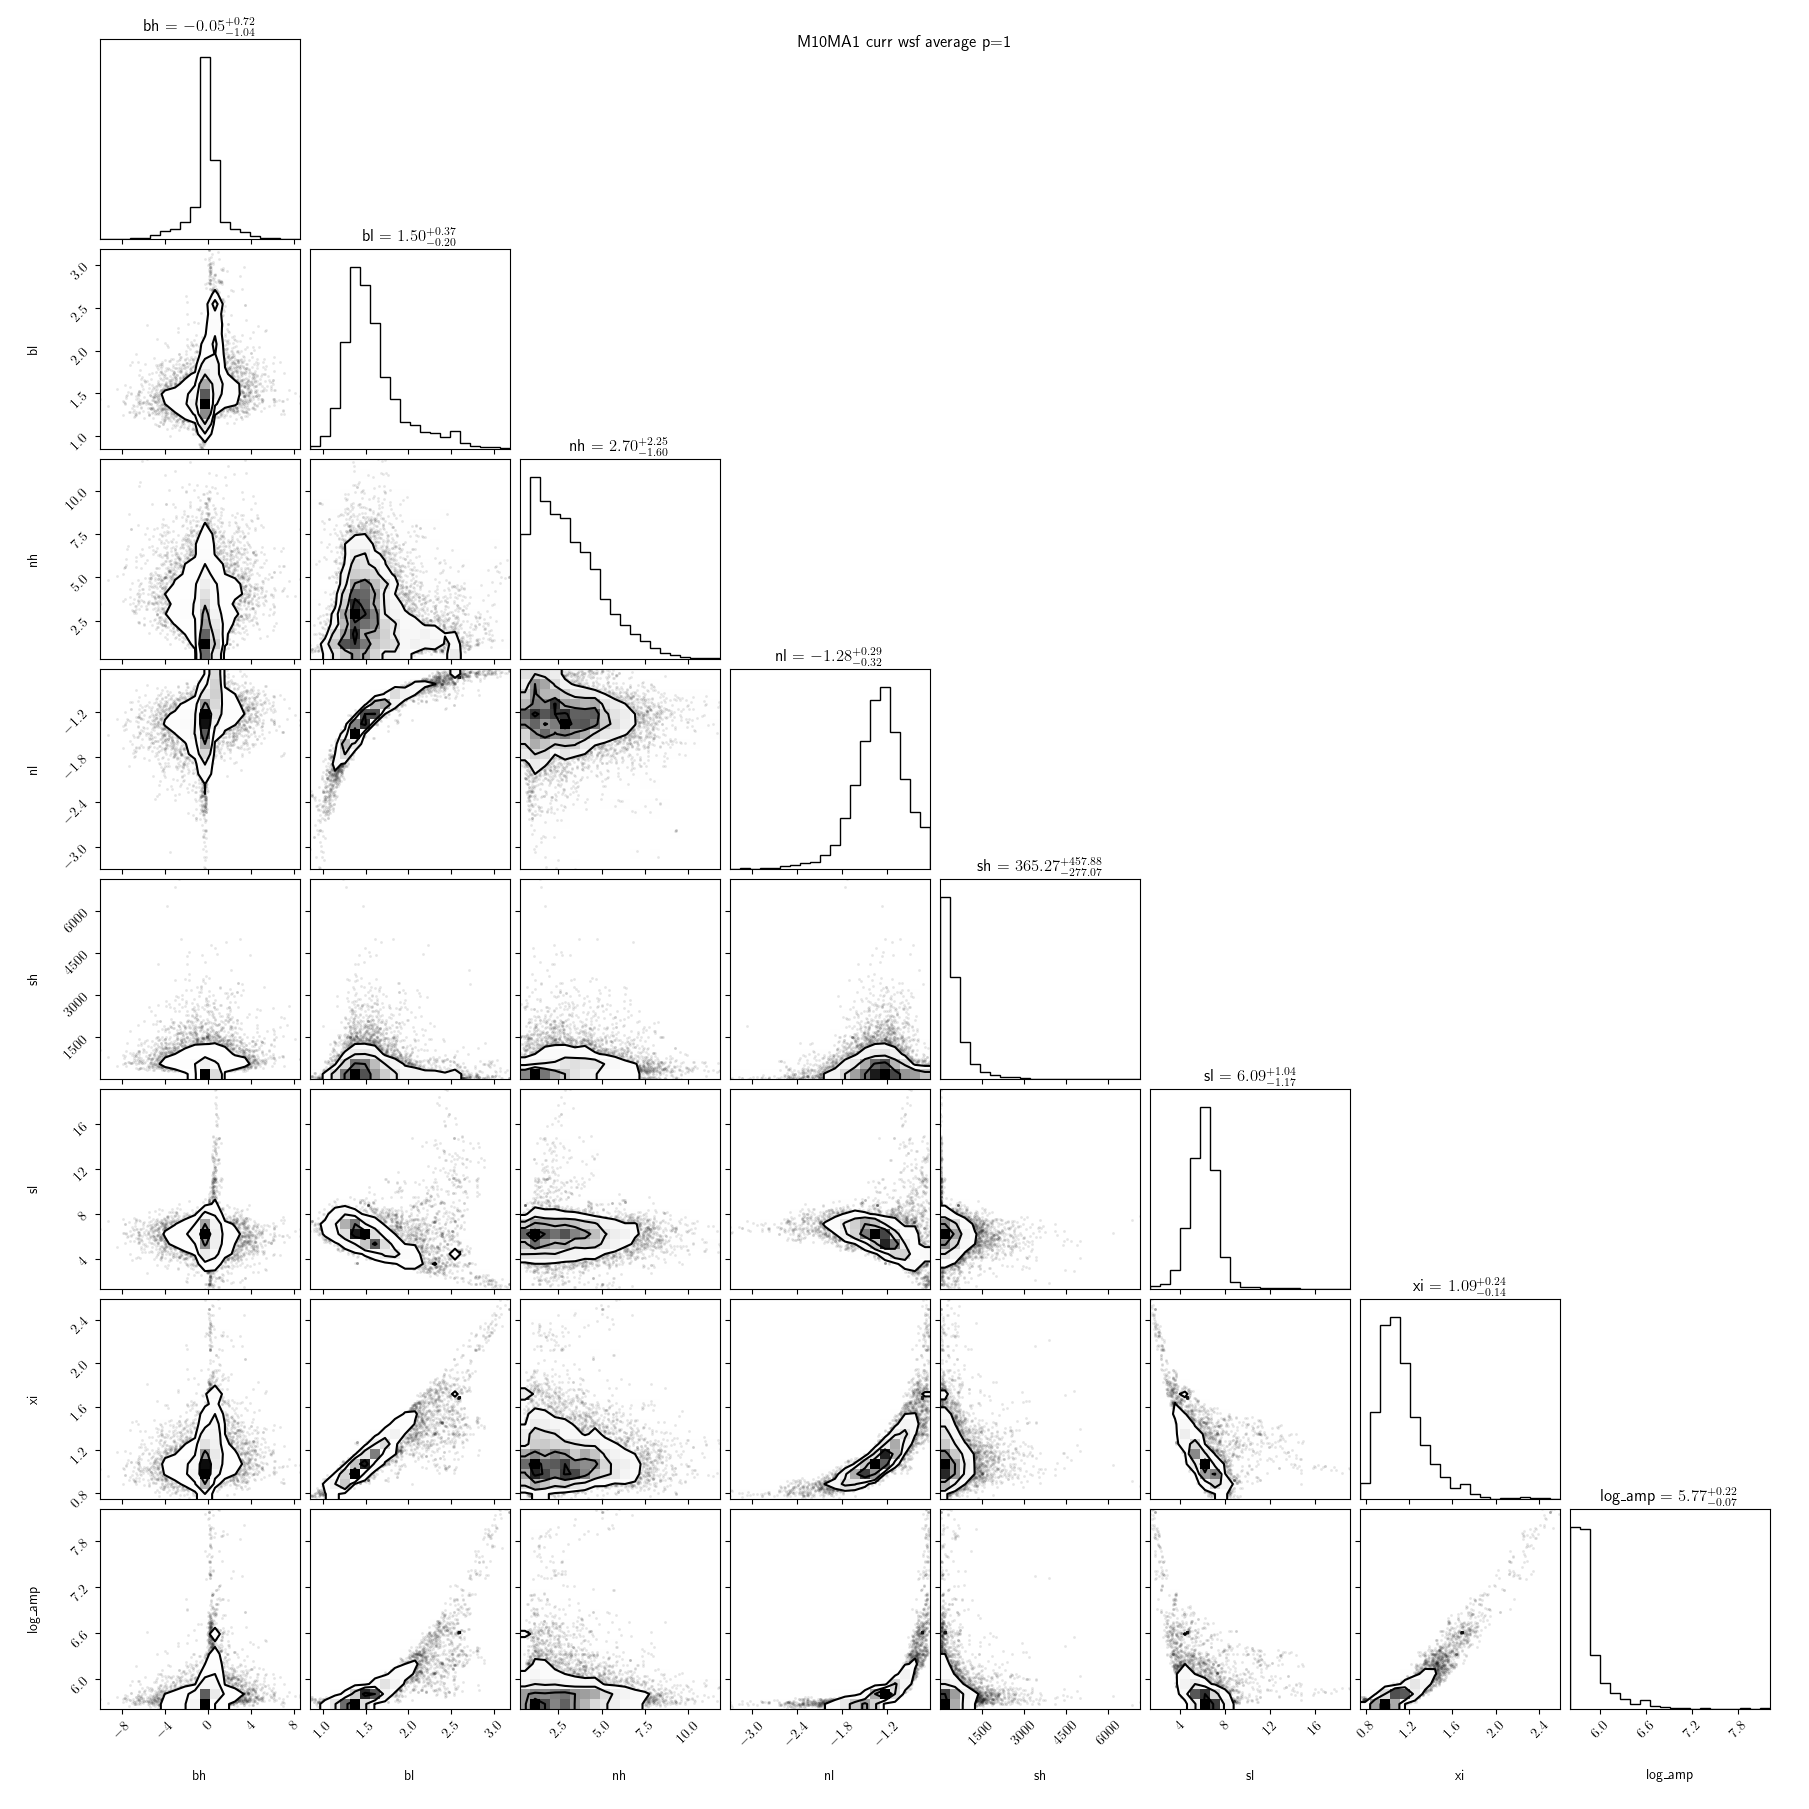 M10MA1 curr wsf average p=1
bh = −0.05+0.72−1.04
bl = 1.50+0.37−0.20
bl
3.0
2.5
2.0
1.5
1.0
nh = 2.70+2.25−1.60
nh
10.0
7.5
5.0
2.5
nl = −1.28+0.29−0.32
nl
−1.2
−1.8
−2.4
−3.0
sh = 365.27+457.88−277.07
sh
6000
4500
3000
1500
sl = 6.09+1.04−1.17
sl
16
12
8
4
xi = 1.09+0.24−0.14
xi
2.4
2.0
1.6
1.2
0.8
log_amp = 5.77+0.22−0.07
log_amp
7.8
7.2
6.6
6.0
−8 −4 0 4 8 1.0 1.5 2.0 2.5 3.0 2.5 5.0 7.5 10.0 −3.0 −2.4 −1.8 −1.2 1500 3000 4500 6000 4 8 12 16 0.8 1.2 1.6 2.0 2.4 6.0 6.6 7.2 7.8
bh bl nh nl sh sl xi log_amp